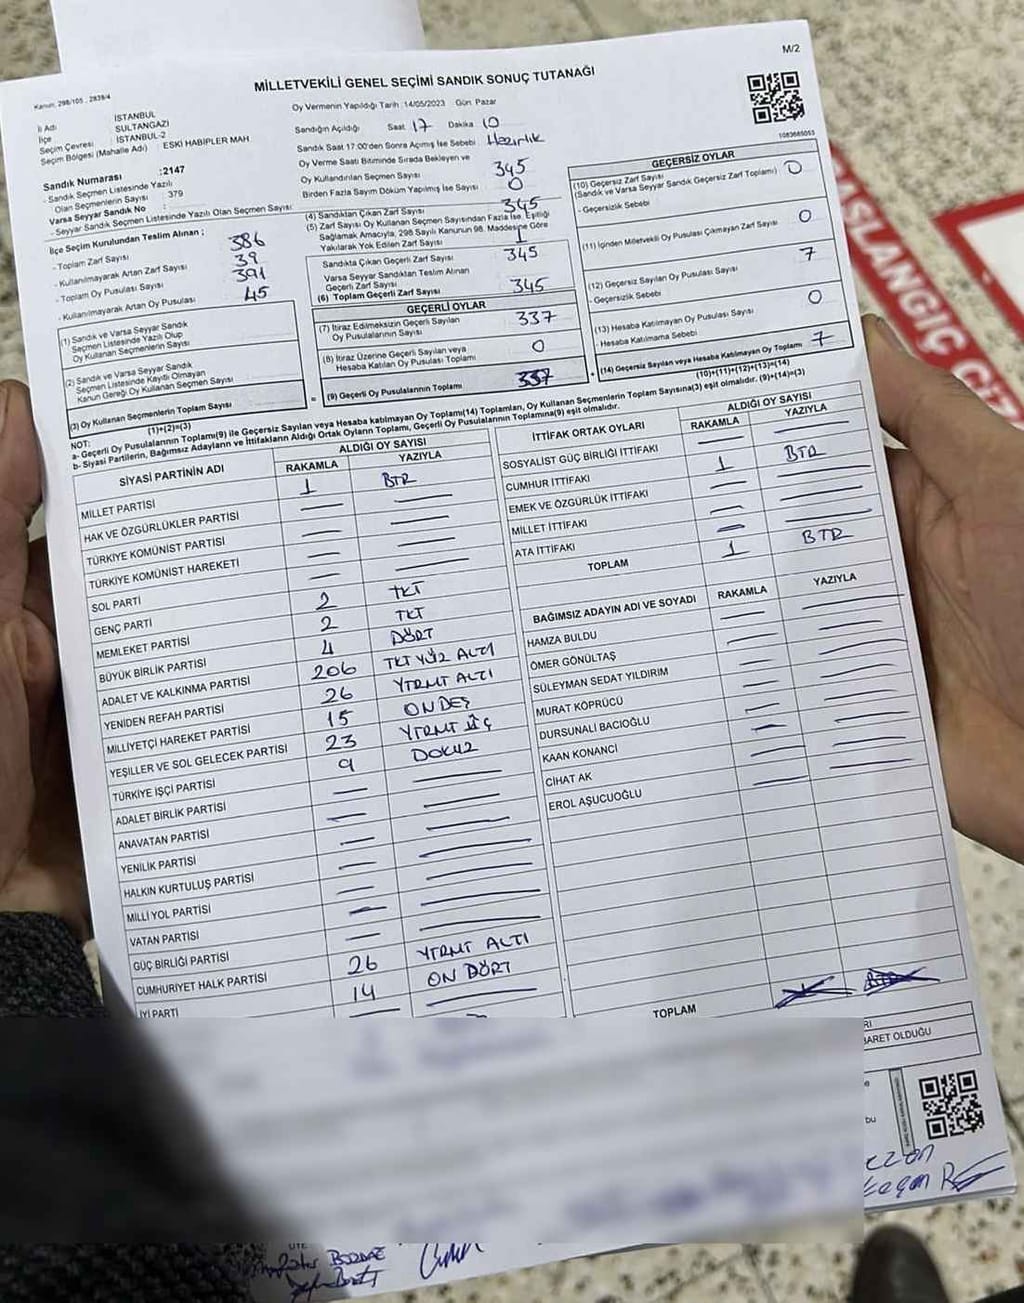 M/2
MİLLETVEKİLİ GENEL SEÇİMİ SANDIK SONUÇ TUTANAĞI
Kanun, 298/105 , 2839/4
İl Adı : İSTANBUL
İlçe : SULTANGAZİ
Seçim Çevresi : İSTANBUL-2
Seçim Bölgesi (Mahalle Adı) : ESKİ HABİPLER MAH
Sandık Numarası :2147
- Sandık Seçmen Listesinde Yazılı
Olan Seçmenlerin Sayısı : 379
Varsa Seyyar Sandık No :
- Seyyar Sandık Seçmen Listesinde Yazılı Olan Seçmen Sayısı:
İlçe Seçim Kurulundan Teslim Alınan ;
- Toplam Zarf Sayısı 386
- Kullanılmayarak Artan Zarf Sayısı 39
- Toplam Oy Pusulası Sayısı 391
- Kullanılmayarak Artan Oy Pusulası 45
(1) Sandık ve Varsa Seyyar Sandık
Seçmen Listesinde Yazılı Olup
Oy Kullanan Seçmenlerin Sayısı
(2) Sandık ve Varsa Seyyar Sandık
Seçmen Listesinde Kayıtlı Olmayan
Kanun Gereği Oy Kullanan Seçmen Sayısı
(3) Oy Kullanan Seçmenlerin Toplam Sayısı
(1)+(2)=(3)
Oy Vermenin Yapıldığı Tarih :14/05/2023 Gün Pazar
Sandığın Açıldığı Saat 17 Dakika 10
Sandık Saat 17.00'den Sonra Açılmış İse Sebebi Hazırlık
Oy Verme Saati Bitiminde Sırada Bekleyen ve
Oy Kullandırılan Seçmen Sayısı 345
Birden Fazla Sayım Döküm Yapılmış İse Sayısı 0
(4) Sandıktan Çıkan Zarf Sayısı 345
(5) Zarf Sayısı Oy Kullanan Seçmen Sayısından Fazla İse, Eşitliği
Sağlamak Amacıyla, 298 Sayılı Kanunun 98. Maddesine Göre
Yakılarak Yok Edilen Zarf Sayısı 1
Sandıkta Çıkan Geçerli Zarf Sayısı 345
Varsa Seyyar Sandıktan Teslim Alınan
Geçerli Zarf Sayısı
(6) Toplam Geçerli Zarf Sayısı 345
GEÇERLİ OYLAR
(7) İtiraz Edilmeksizin Geçerli Sayılan
Oy Pusulalarının Sayısı 337
(8) İtiraz Üzerine Geçerli Sayılan veya
Hesaba Katılan Oy Pusulası Toplamı 0
= (9) Geçerli Oy Pusulalarının Toplamı 337 +
1083685055
GEÇERSİZ OYLAR
(10) Geçersiz Zarf Sayısı
(Sandık ve Varsa Seyyar Sandık Geçersiz Zarf Toplamı) 0
- Geçersizlik Sebebi
(11) İçinden Milletvekili Oy Pusulası Çıkmayan Zarf Sayısı 0
(12) Geçersiz Sayılan Oy Pusulası Sayısı 7
- Geçersizlik Sebebi
(13) Hesaba Katılmayan Oy Pusulası Sayısı 0
- Hesaba Katılmama Sebebi
(14) Geçersiz Sayılan veya Hesaba Katılmayan Oy Toplamı 7
(10)+(11)+(12)+(13)=(14)
NOT:
a- Geçerli Oy Pusulalarının Toplamı(9) ile Geçersiz Sayılan veya Hesaba katılmayan Oy Toplamı(14) Toplamları, Oy Kullanan Seçmenlerin Toplam Sayısına(3) eşit olmalıdır. (9)+(14)=(3)
b- Siyasi Partilerin, Bağımsız Adayların ve İttifakların Aldığı Ortak Oyların Toplamı, Geçerli Oy Pusulalarının Toplamına(9) eşit olmalıdır.
SİYASİ PARTİNİN ADI ALDIĞI OY SAYISI
RAKAMLA YAZIYLA
MİLLET PARTİSİ 1 BİR
HAK VE ÖZGÜRLÜKLER PARTİSİ
TÜRKİYE KOMÜNİST PARTİSİ
TÜRKİYE KOMÜNİST HAREKETİ
SOL PARTİ
GENÇ PARTİ 2 İKİ
MEMLEKET PARTİSİ 2 İKİ
BÜYÜK BİRLİK PARTİSİ 4 DÖRT
ADALET VE KALKINMA PARTİSİ 206 İKİ YÜZ ALTI
YENİDEN REFAH PARTİSİ 26 YİRMİ ALTI
MİLLİYETÇİ HAREKET PARTİSİ 15 ON BEŞ
YEŞİLLER VE SOL GELECEK PARTİSİ 23 YİRMİ ÜÇ
TÜRKİYE İŞÇİ PARTİSİ 9 DOKUZ
ADALET BİRLİK PARTİSİ
ANAVATAN PARTİSİ
YENİLİK PARTİSİ
HALKIN KURTULUŞ PARTİSİ
MİLLİ YOL PARTİSİ
VATAN PARTİSİ
GÜÇ BİRLİĞİ PARTİSİ
CUMHURİYET HALK PARTİSİ 26 YİRMİ ALTI
İYİ PARTİ 14 ON DÖRT
İTTİFAK ORTAK OYLARI ALDIĞI OY SAYISI
RAKAMLA YAZIYLA
SOSYALİST GÜÇ BİRLİĞİ İTTİFAKI
CUMHUR İTTİFAKI 1 BİR
EMEK VE ÖZGÜRLÜK İTTİFAKI
MİLLET İTTİFAKI
ATA İTTİFAKI
TOPLAM 1 BİR
BAĞIMSIZ ADAYIN ADI VE SOYADI RAKAMLA YAZIYLA
HAMZA BULDU
ÖMER GÖNÜLTAŞ
SÜLEYMAN SEDAT YILDIRIM
MURAT KÖPRÜCÜ
DURSUNALİ BACIOĞLU
KAAN KONANCI
CİHAT AK
EROL AŞUCUOĞLU
TOPLAM
RI
BARET OLDUĞU
bu
BOZDAĞ
BAŞLANGIÇ ÇİZ